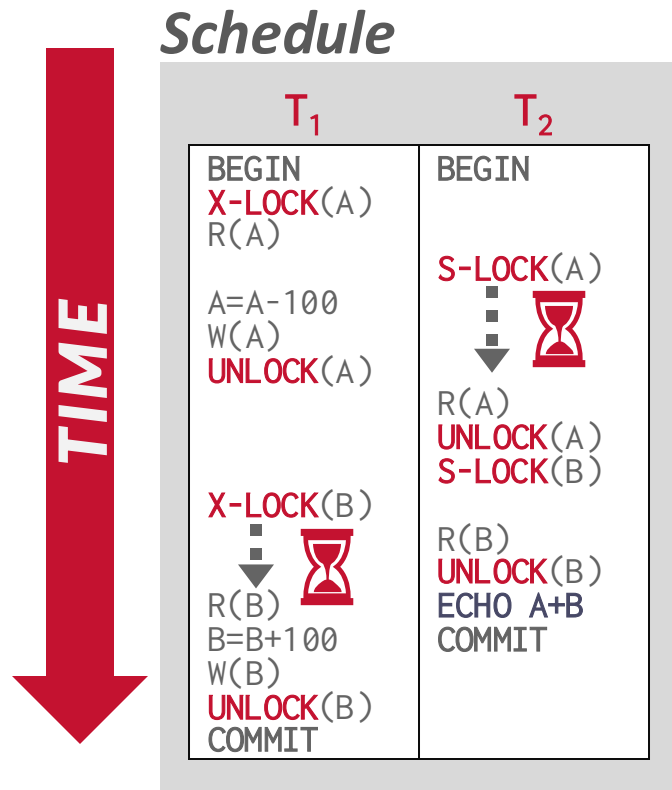 Schedule
TIME
T1
T2
BEGIN
X-LOCK(A)
R(A)
A=A-100
W(A)
UNLOCK(A)
X-LOCK(B)
R(B)
B=B+100
W(B)
UNLOCK(B)
COMMIT
BEGIN
S-LOCK(A)
R(A)
UNLOCK(A)
S-LOCK(B)
R(B)
UNLOCK(B)
ECHO A+B
COMMIT